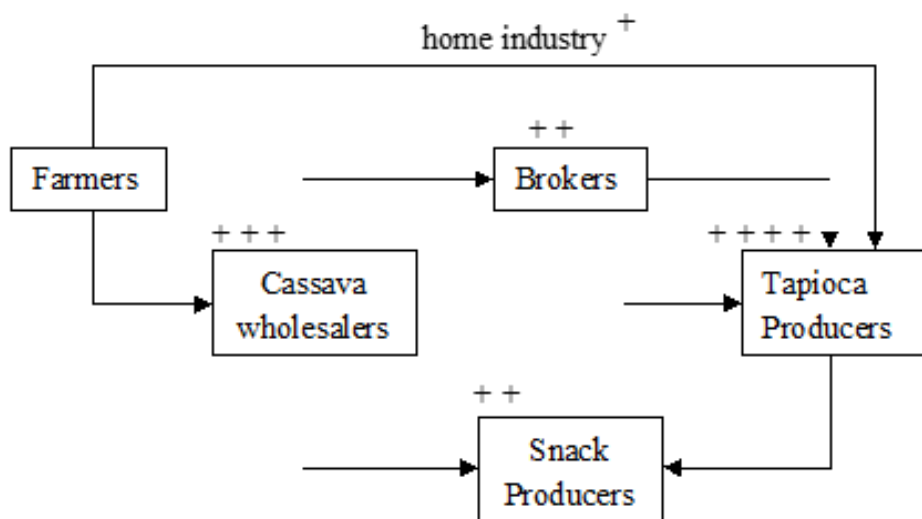 home industry +
+ +
Farmers
Brokers
+ + +
+ + + +
Cassava
wholesalers
Tapioca
Producers
+ +
Snack
Producers